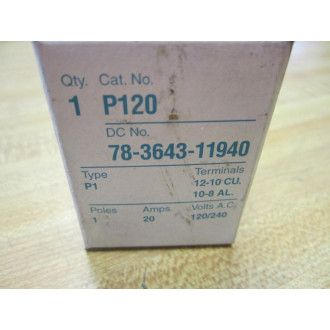 Qty. Cat. No.
1 P120
DC No.
78-3643-11940
Type Terminals
P1 12-10 CU.
10-8 AL.
Poles Amps. Volts A.C.
1 20 120/240